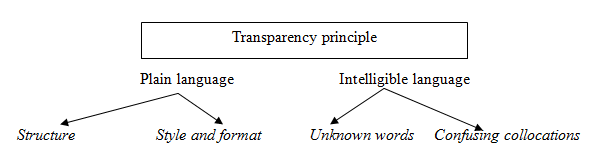 Transparency principle
Plain language
Intelligible language
Structure
Style and format
Unknown words
Confusing collocations